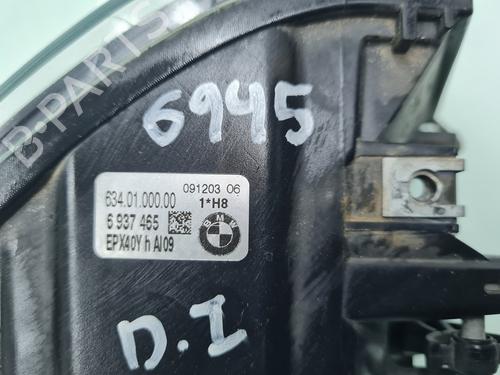 B-PARTS
6945
634.01.000.00
091203 06
6 937 465
1*H8
EPX40Y h AI09
BMW
D.I